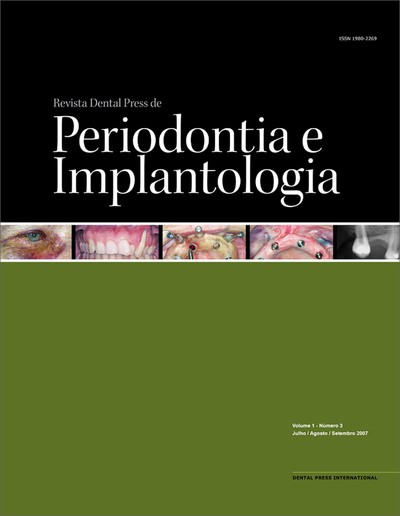 ISSN 1980-2269
Revista Dental Press de
Periodontia e
Implantologia
Volume 1 - Número 3
Julho / Agosto / Setembro 2007
DENTAL PRESS INTERNATIONAL